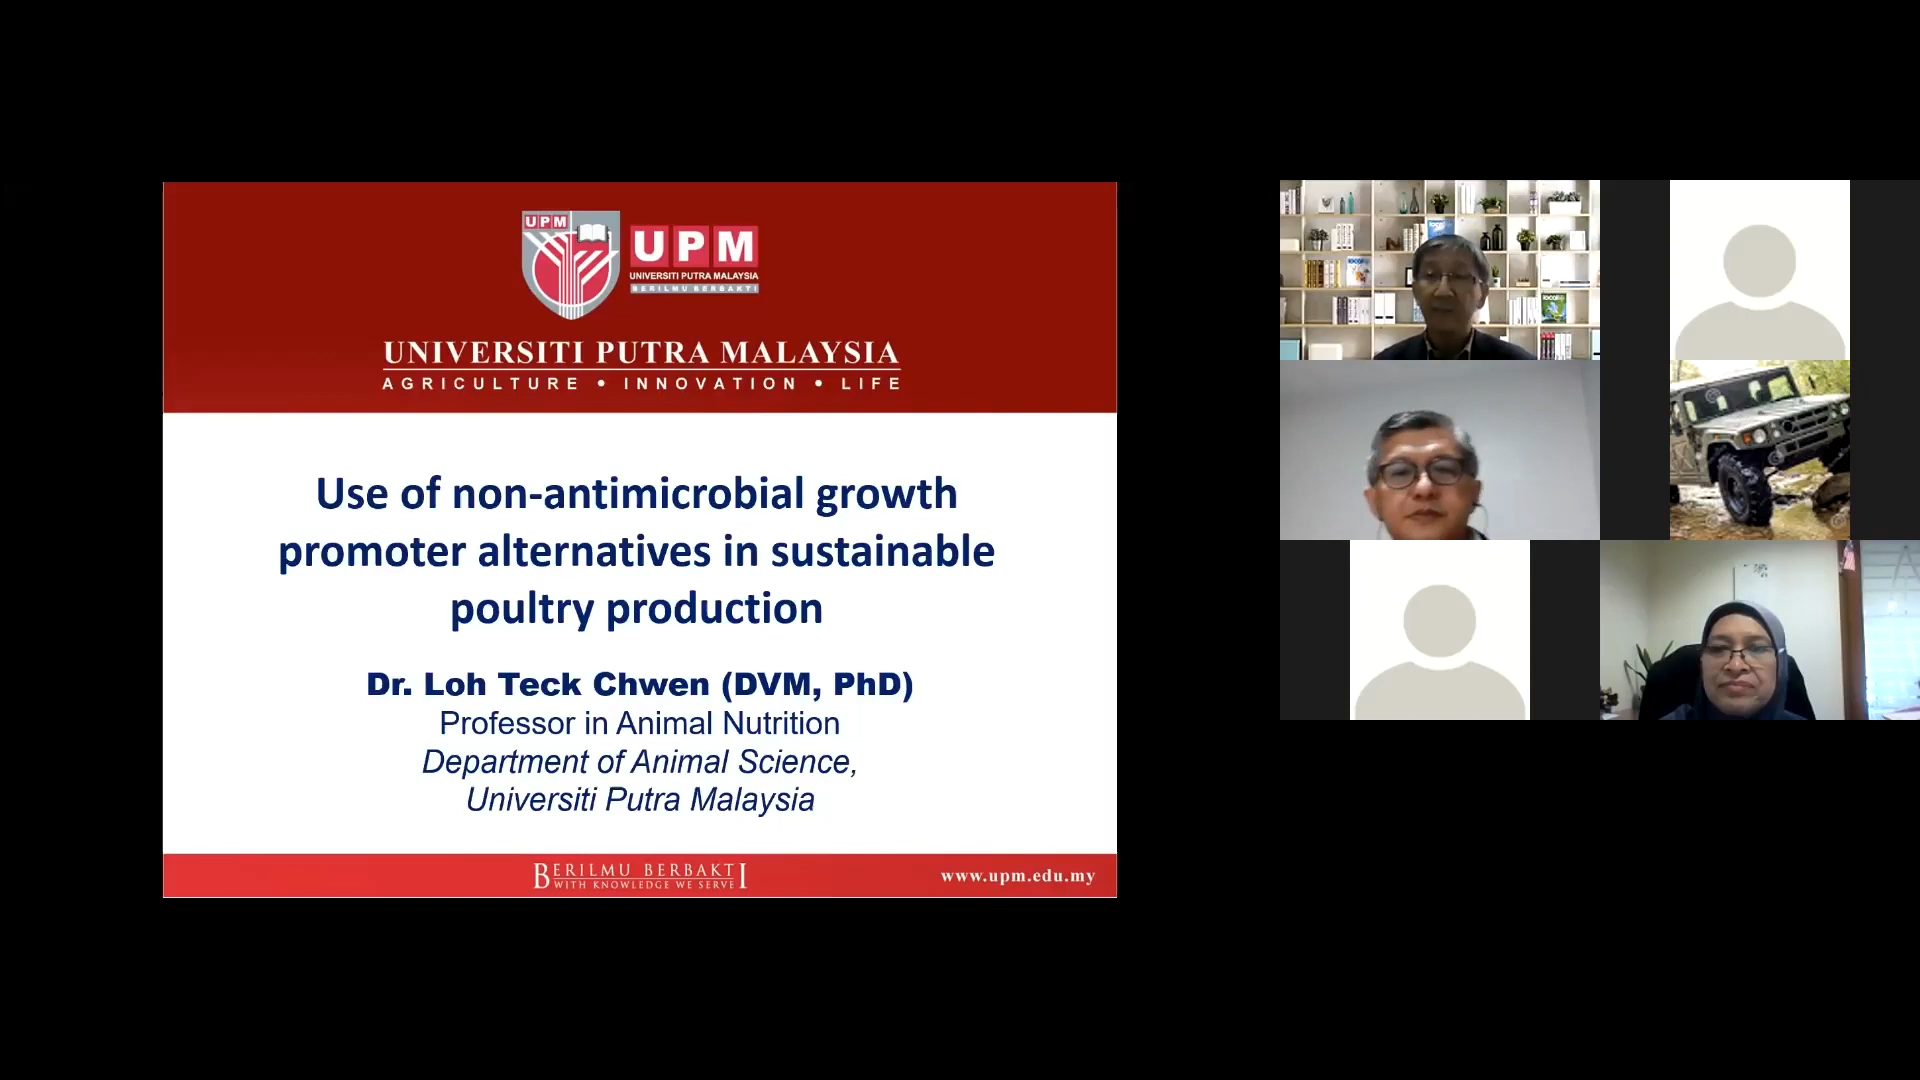 UPM
UPM
UNIVERSITI PUTRA MALAYSIA
BERILMU BERBAKTI
UNIVERSITI PUTRA MALAYSIA
AGRICULTURE • INNOVATION • LIFE
Use of non-antimicrobial growth
promoter alternatives in sustainable
poultry production
Dr. Loh Teck Chwen (DVM, PhD)
Professor in Animal Nutrition
Department of Animal Science,
Universiti Putra Malaysia
BERILMU BERBAKTI
WITH KNOWLEDGE WE SERVE
www.upm.edu.my
local